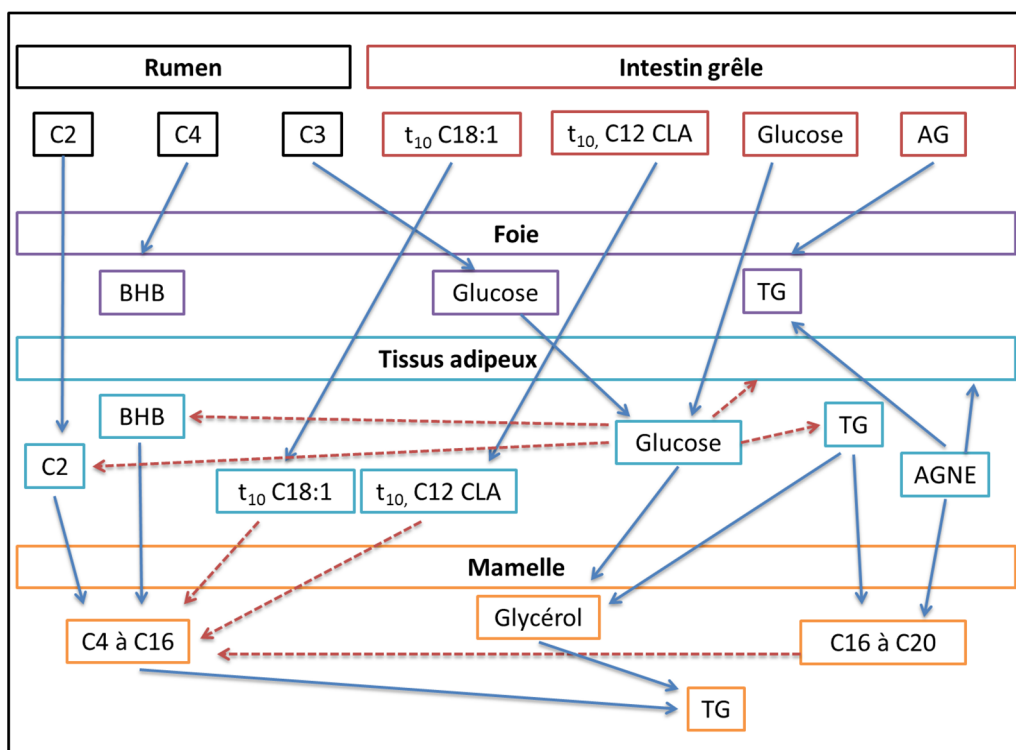 Rumen
Intestin grêle
C2
C4
C3
t10 C18:1
t10, C12 CLA
Glucose
AG
Foie
BHB
Glucose
TG
Tissus adipeux
BHB
TG
Glucose
C2
AGNE
t10 C18:1
t10, C12 CLA
Mamelle
Glycérol
C4 à C16
C16 à C20
TG